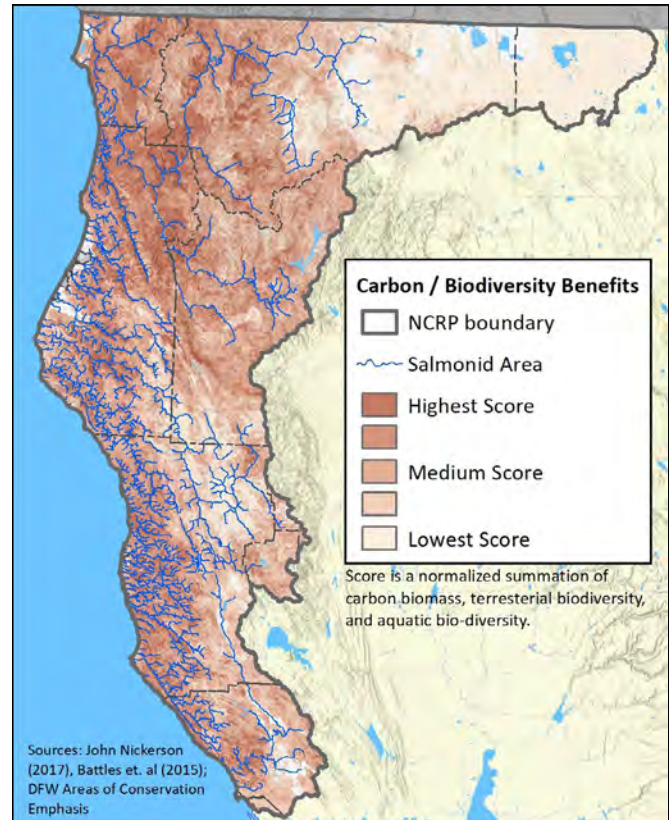 Carbon / Biodiversity Benefits
NCRP boundary
Salmonid Area
Highest Score
Medium Score
Lowest Score
Score is a normalized summation of
carbon biomass, terresterial biodiversity,
and aquatic bio-diversity.
Sources: John Nickerson
(2017), Battles et. al (2015);
DFW Areas of Conservation
Emphasis